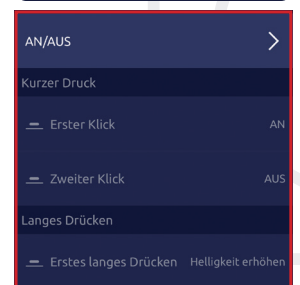 AN/AUS
Kurzer Druck
Erster Klick AN
Zweiter Klick AUS
Langes Drücken
Erstes langes Drücken Helligkeit erhöhen